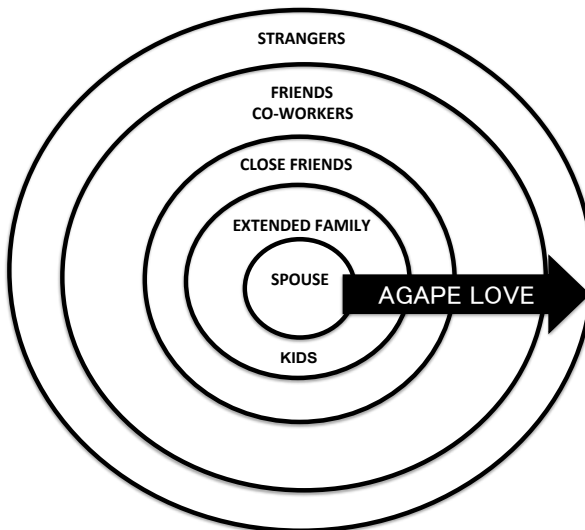 STRANGERS
FRIENDS
CO-WORKERS
CLOSE FRIENDS
EXTENDED FAMILY
SPOUSE
AGAPE LOVE
KIDS